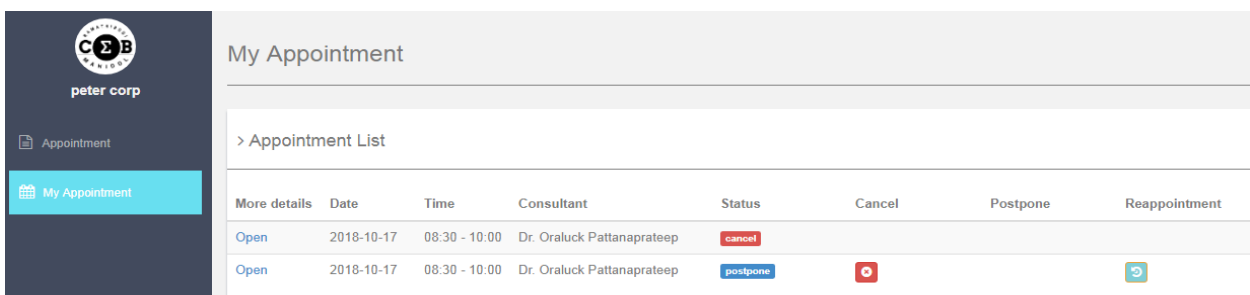 RAMATHIBODI
CΣB
MAHIDOL
peter corp
Appointment
My Appointment
My Appointment
> Appointment List
More details Date Time Consultant Status Cancel Postpone Reappointment
Open 2018-10-17 08:30 - 10:00 Dr. Oraluck Pattanaprateep cancel
Open 2018-10-17 08:30 - 10:00 Dr. Oraluck Pattanaprateep postpone